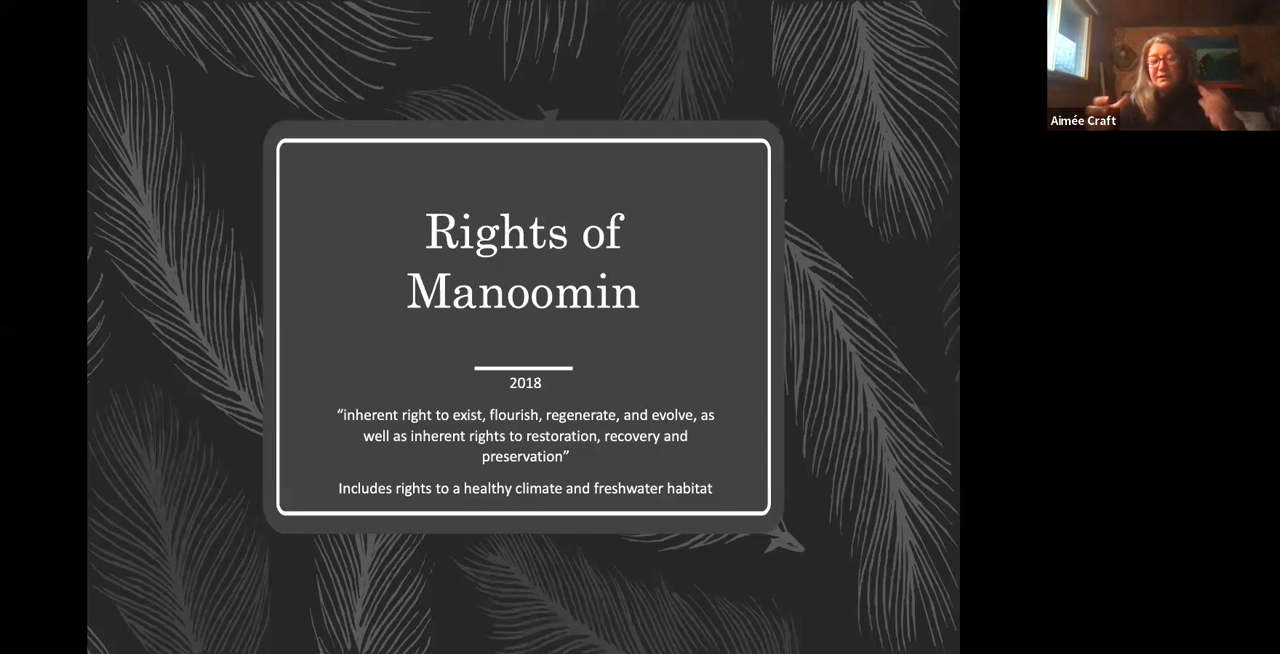 Rights of
Manoomin
2018
“inherent right to exist, flourish, regenerate, and evolve, as
well as inherent rights to restoration, recovery and
preservation”
Includes rights to a healthy climate and freshwater habitat
Aimée Craft